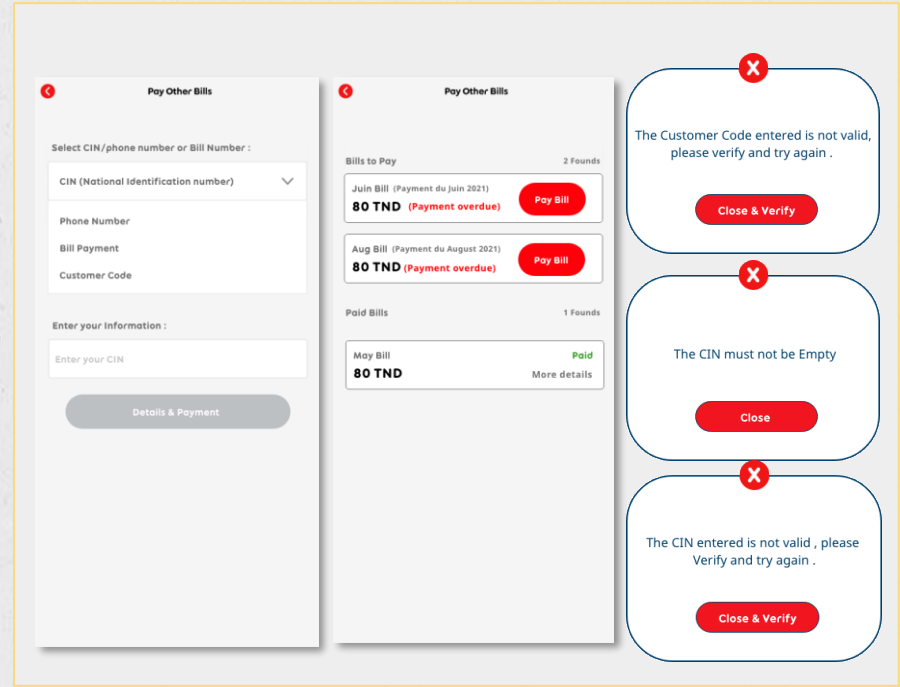 Pay Other Bills
Select CIN/phone number or Bill Number :
CIN (National Identification number)
Phone Number
Bill Payment
Customer Code
Enter your Information :
Enter your CIN
Details & Payment
Pay Other Bills
Bills to Pay
2 Founds
Juin Bill (Payment du Juin 2021)
80 TND (Payment overdue)
Pay Bill
Aug Bill (Payment du August 2021)
80 TND (Payment overdue)
Pay Bill
Paid Bills
1 Founds
May Bill
Paid
80 TND
More details
X
The Customer Code entered is not valid,
please verify and try again .
Close & Verify
X
The CIN must not be Empty
Close
X
The CIN entered is not valid , please
Verify and try again .
Close & Verify